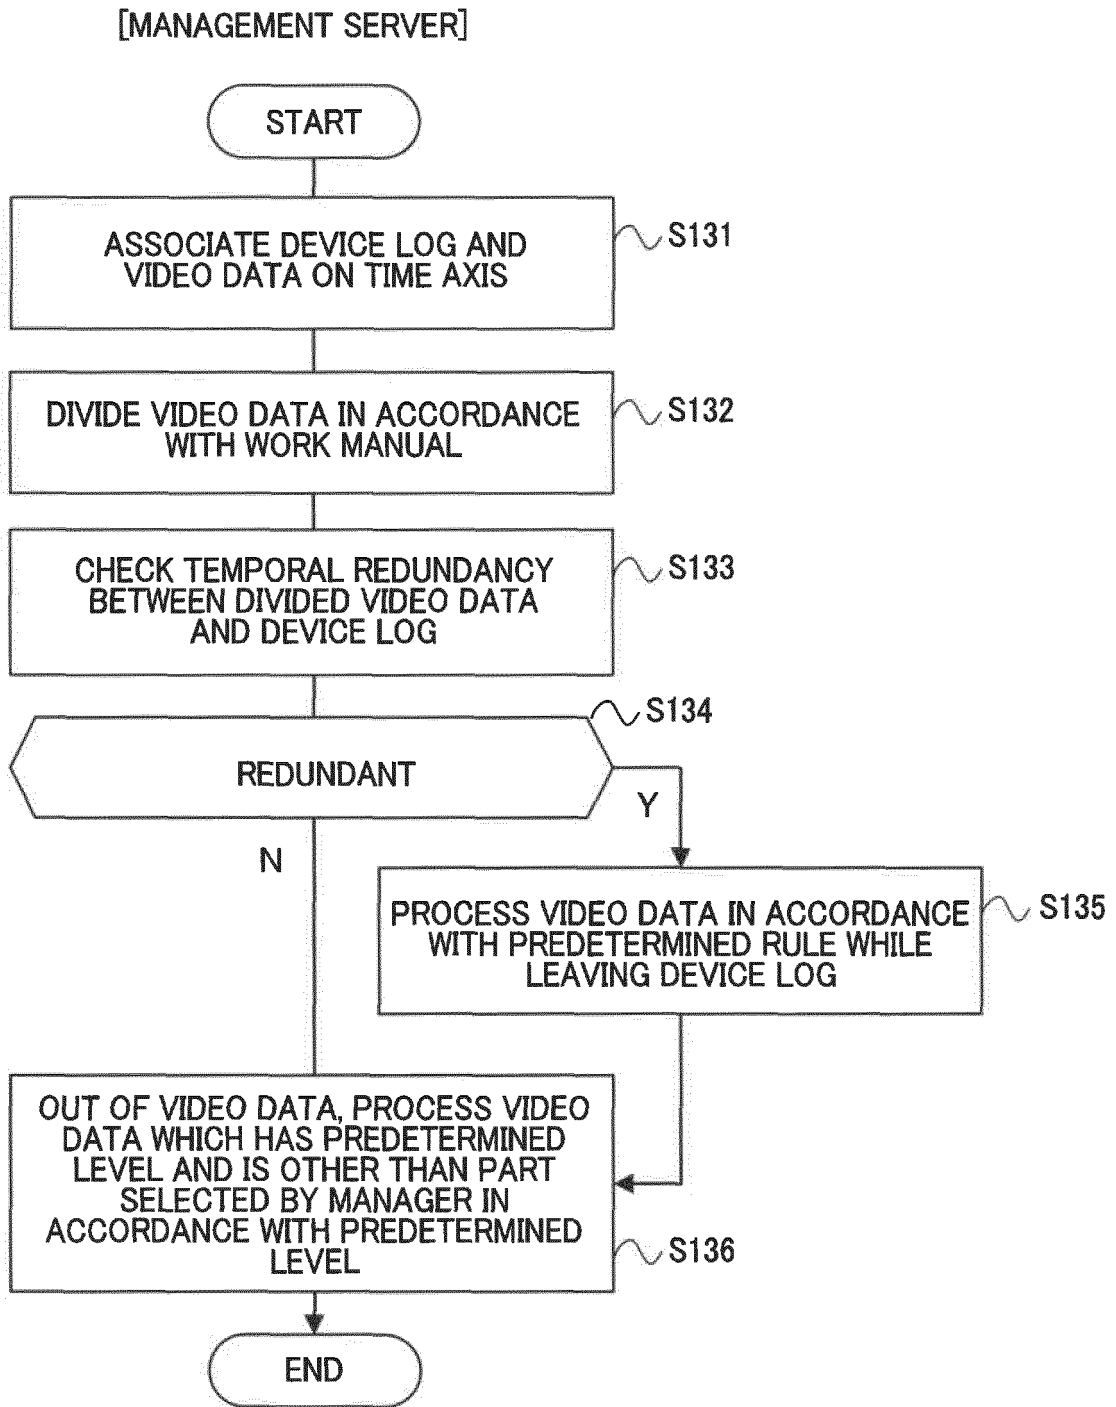 [MANAGEMENT SERVER]
START
ASSOCIATE DEVICE LOG AND
VIDEO DATA ON TIME AXIS
S131
DIVIDE VIDEO DATA IN ACCORDANCE
WITH WORK MANUAL
S132
CHECK TEMPORAL REDUNDANCY
BETWEEN DIVIDED VIDEO DATA
AND DEVICE LOG
S133
REDUNDANT
S134
Y
N
PROCESS VIDEO DATA IN ACCORDANCE
WITH PREDETERMINED RULE WHILE
LEAVING DEVICE LOG
S135
OUT OF VIDEO DATA, PROCESS VIDEO
DATA WHICH HAS PREDETERMINED
LEVEL AND IS OTHER THAN PART
SELECTED BY MANAGER IN
ACCORDANCE WITH PREDETERMINED
LEVEL
S136
END